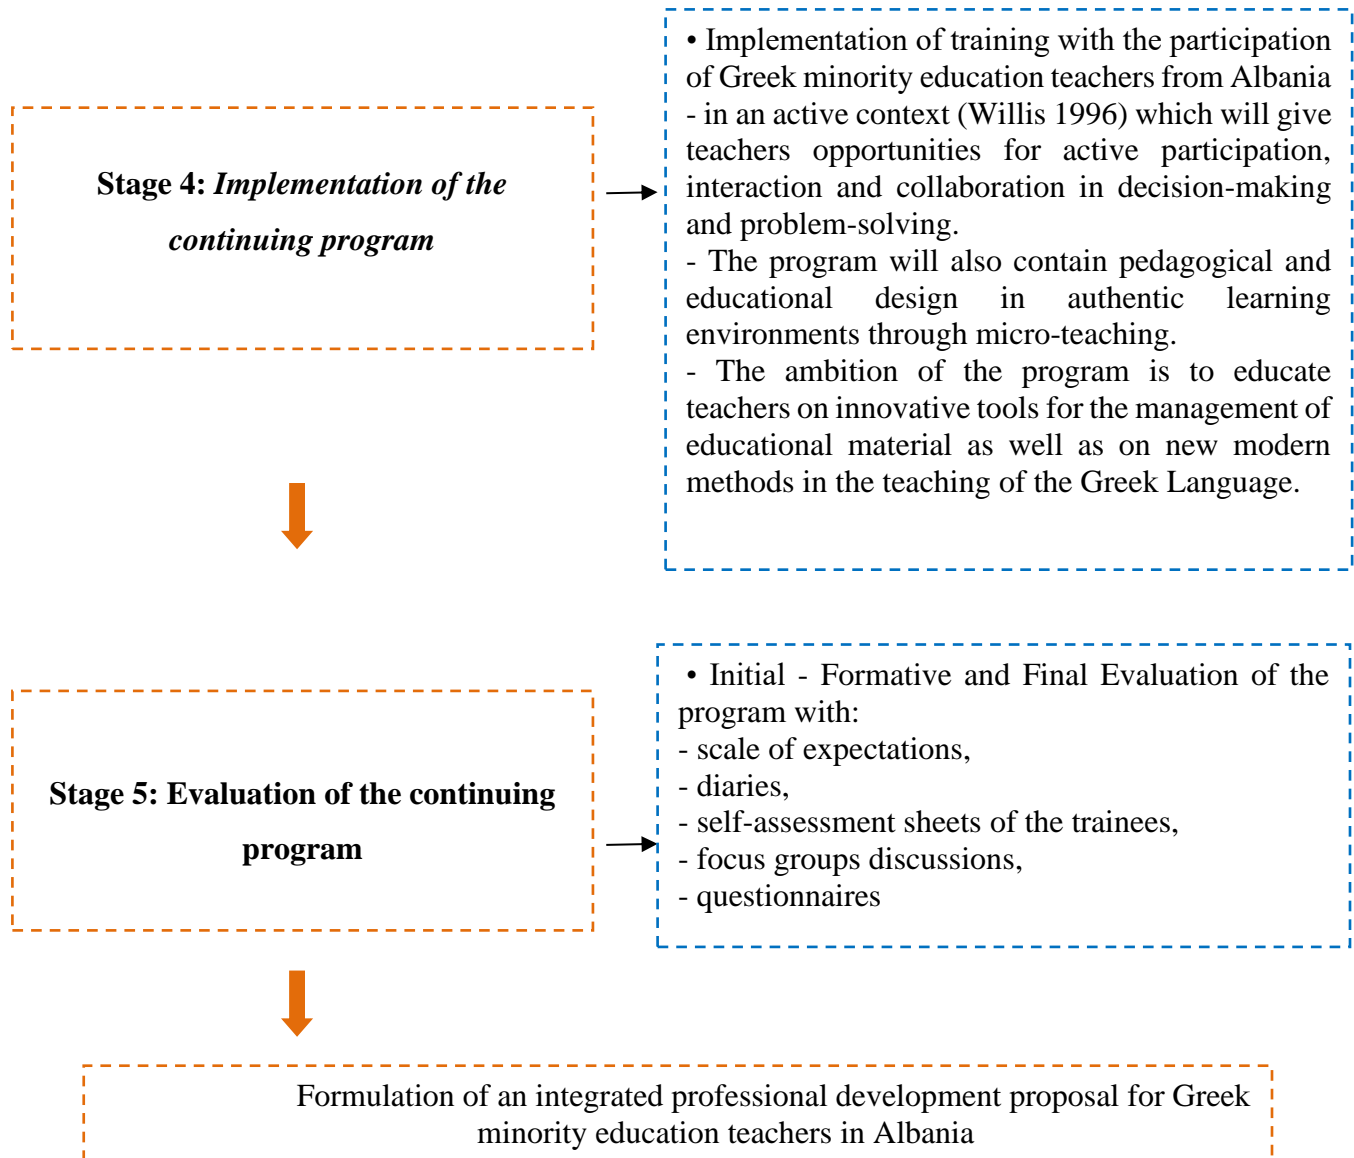 Stage 4: Implementation of the
continuing program
• Implementation of training with the participation
of Greek minority education teachers from Albania
- in an active context (Willis 1996) which will give
teachers opportunities for active participation,
interaction and collaboration in decision-making
and problem-solving.
- The program will also contain pedagogical and
educational design in authentic learning
environments through micro-teaching.
- The ambition of the program is to educate
teachers on innovative tools for the management of
educational material as well as on new modern
methods in the teaching of the Greek Language.
Stage 5: Evaluation of the continuing
program
• Initial - Formative and Final Evaluation of the
program with:
- scale of expectations,
- diaries,
- self-assessment sheets of the trainees,
- focus groups discussions,
- questionnaires
Formulation of an integrated professional development proposal for Greek
minority education teachers in Albania